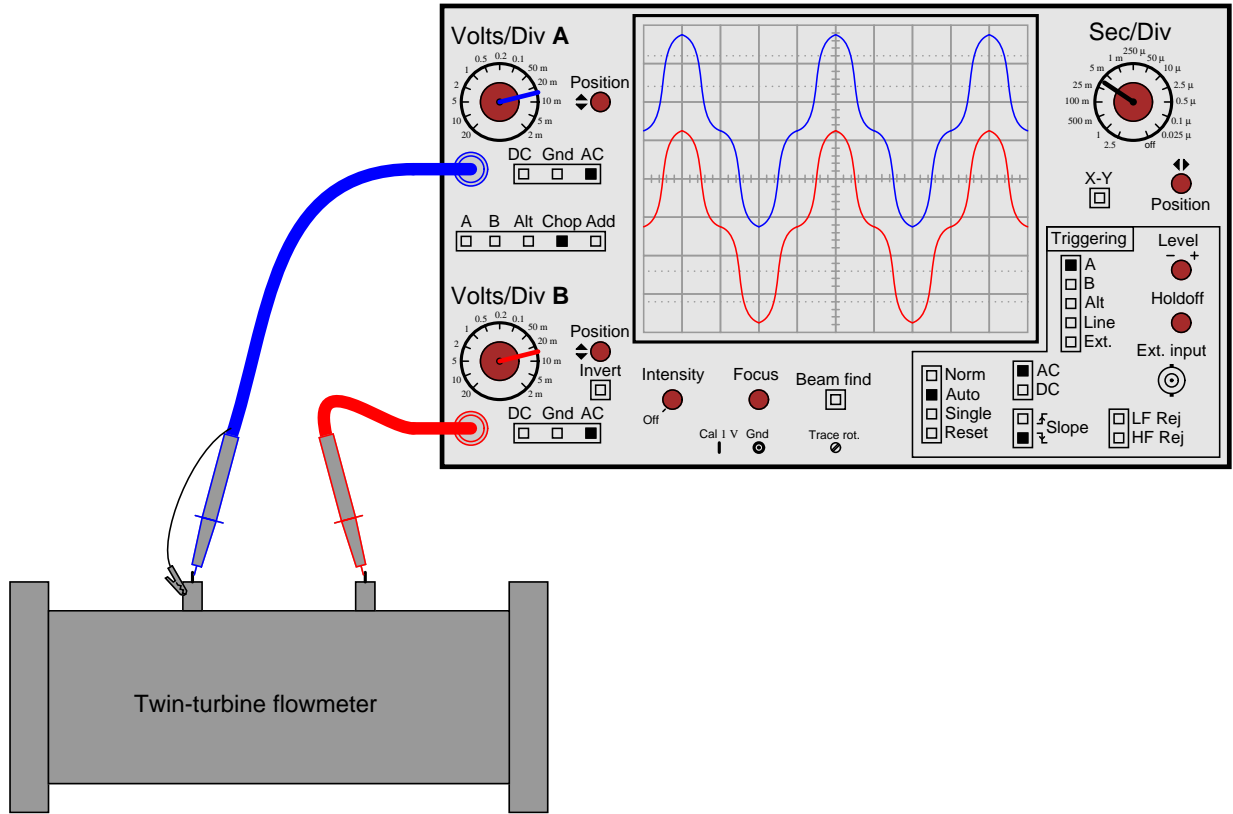 Volts/Div A
20 10 5 2 1 0.5 0.2 0.1 50 m 20 m 10 m 5 m 2 m
Position
DC Gnd AC
A B Alt Chop Add
Volts/Div B
20 10 5 2 1 0.5 0.2 0.1 50 m 20 m 10 m 5 m 2 m
Position
Invert
DC Gnd AC
Intensity
Off
Focus
Beam find
Cal 1 V Gnd
Trace rot.
Sec/Div
2.5 1 500 m 100 m 25 m 5 m 1 m 250 µ 50 µ 10 µ 2.5 µ 0.5 µ 0.1 µ 0.025 µ off
X-Y
Position
Triggering
A
B
Alt
Line
Ext.
Level
– +
Holdoff
Ext. input
Norm
Auto
Single
Reset
AC
DC
Slope
LF Rej
HF Rej
Twin-turbine flowmeter